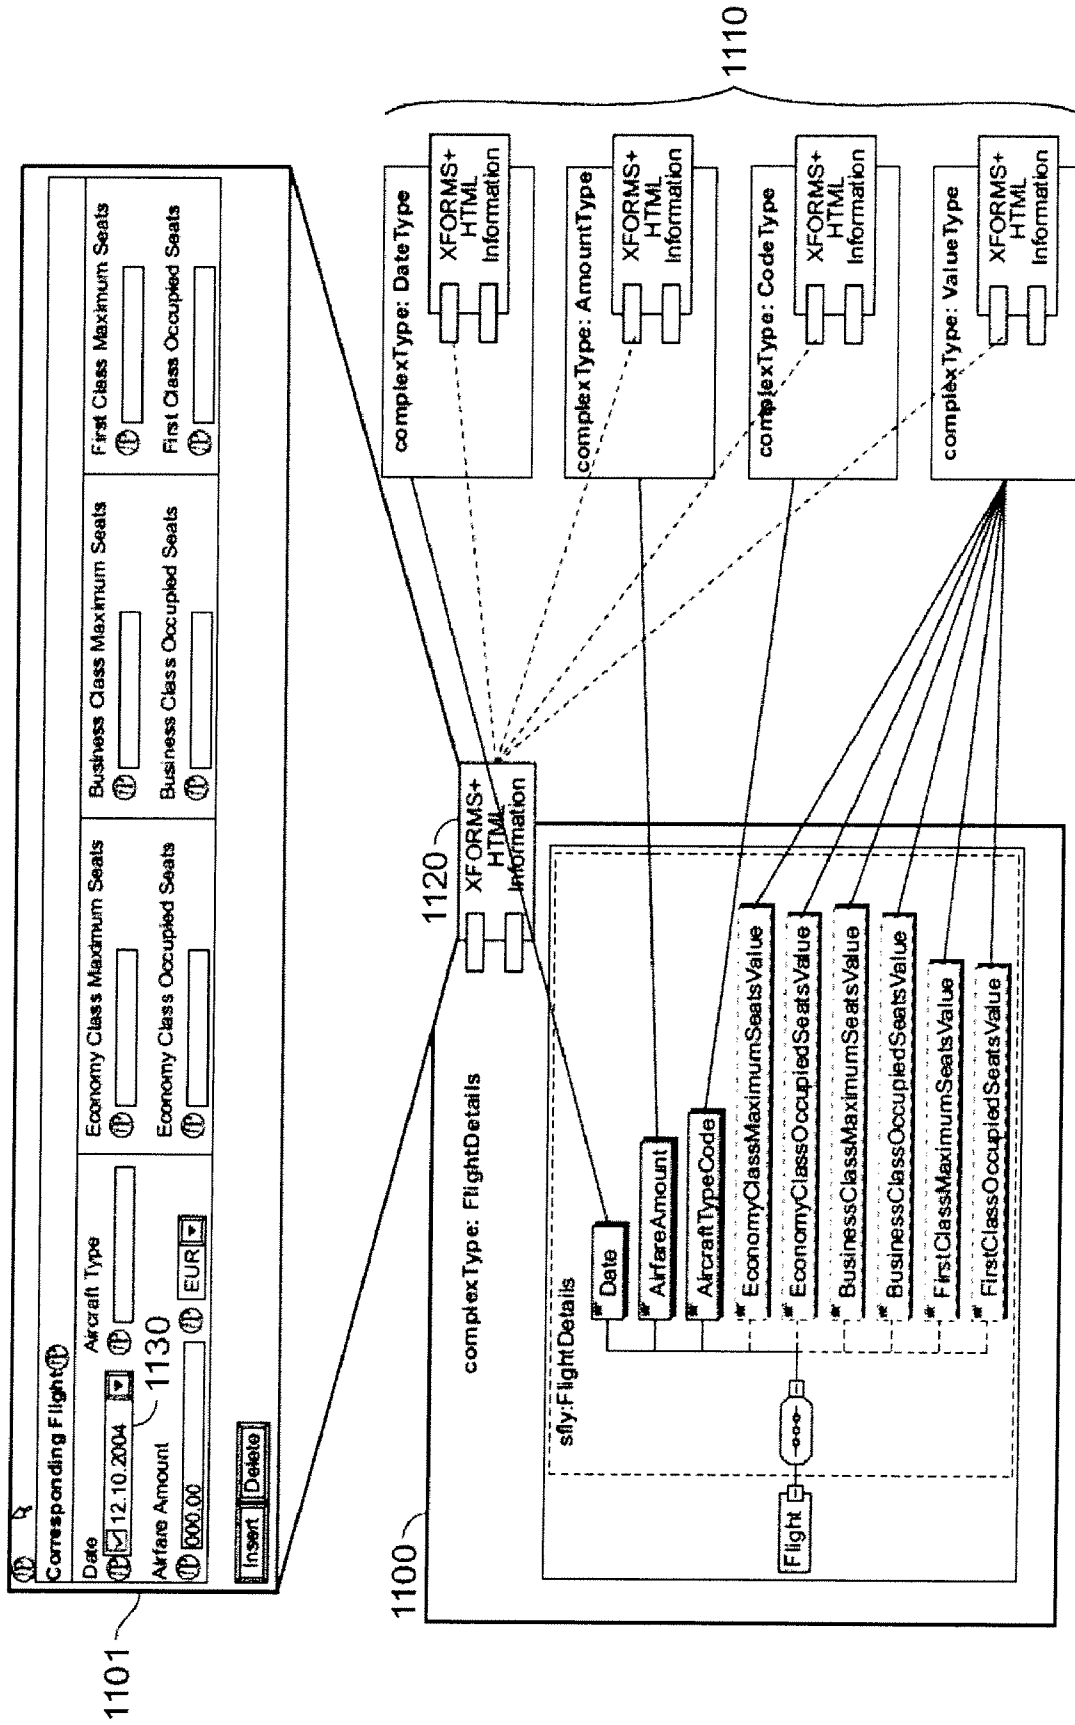 1101
Corresponding Flight
Date
12.10.2004
1130
Aircraft Type
Airfare Amount
000.00
EUR
Economy Class Maximum Seats
Economy Class Occupied Seats
Business Class Maximum Seats
Business Class Occupied Seats
First Class Maximum Seats
First Class Occupied Seats
Insert
Delete
1100
complexType: FlightDetails
1120
XFORMS+
HTML
Information
sfly:FlightDetails
Flight
Date
AirfareAmount
AircraftTypeCode
EconomyClassMaximumSeatsValue
EconomyClassOccupiedSeatsValue
BusinessClassMaximumSeatsValue
BusinessClassOccupiedSeatsValue
FirstClassMaximumSeatsValue
FirstClassOccupiedSeatsValue
complexType: DateType
XFORMS+
HTML
Information
complexType: AmountType
XFORMS+
HTML
Information
complexType: CodeType
XFORMS+
HTML
Information
complexType: ValueType
XFORMS+
HTML
Information
1110